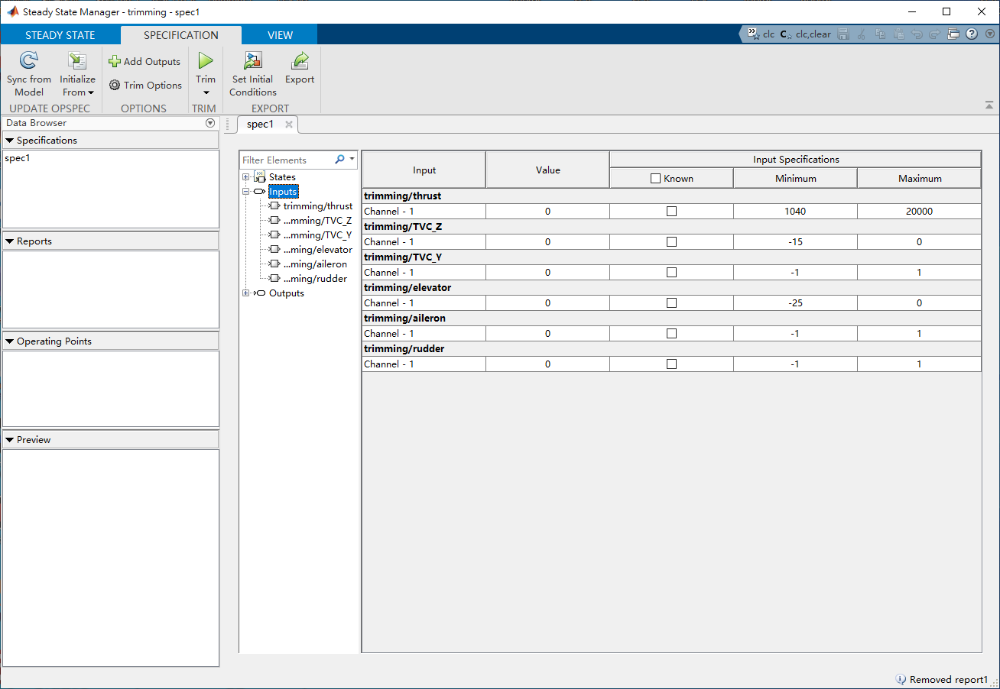 Steady State Manager - trimming - spec1
STEADY STATE
SPECIFICATION
VIEW
clc
clc,clear
Sync from
Model
Initialize
From
Add Outputs
Trim Options
Trim
Set Initial
Conditions
Export
UPDATE OPSPEC
OPTIONS
TRIM
EXPORT
Data Browser
Specifications
spec1
Reports
Operating Points
Preview
spec1
Filter Elements
States
Inputs
trimming/thrust
...mming/TVC_Z
...mming/TVC_Y
...ming/elevator
...ming/aileron
...ming/rudder
Outputs
Input Value Input Specifications
Known Minimum Maximum
trimming/thrust
Channel - 1 0 1040 20000
trimming/TVC_Z
Channel - 1 0 -15 0
trimming/TVC_Y
Channel - 1 0 -1 1
trimming/elevator
Channel - 1 0 -25 0
trimming/aileron
Channel - 1 0 -1 1
trimming/rudder
Channel - 1 0 -1 1
Removed report1